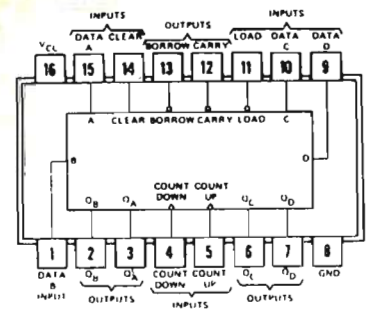 INPUTS OUTPUTS INPUTS
VCC DATA A CLEAR BORROW CARRY LOAD DATA C DATA D
16 15 14 13 12 11 10 9
A CLEAR BORROW CARRY LOAD C
B D
COUNT DOWN COUNT UP
QB QA QC QD
1 2 3 4 5 6 7 8
DATA B INPUT QB QA COUNT DOWN COUNT UP QC QD GND
OUTPUTS INPUTS OUTPUTS